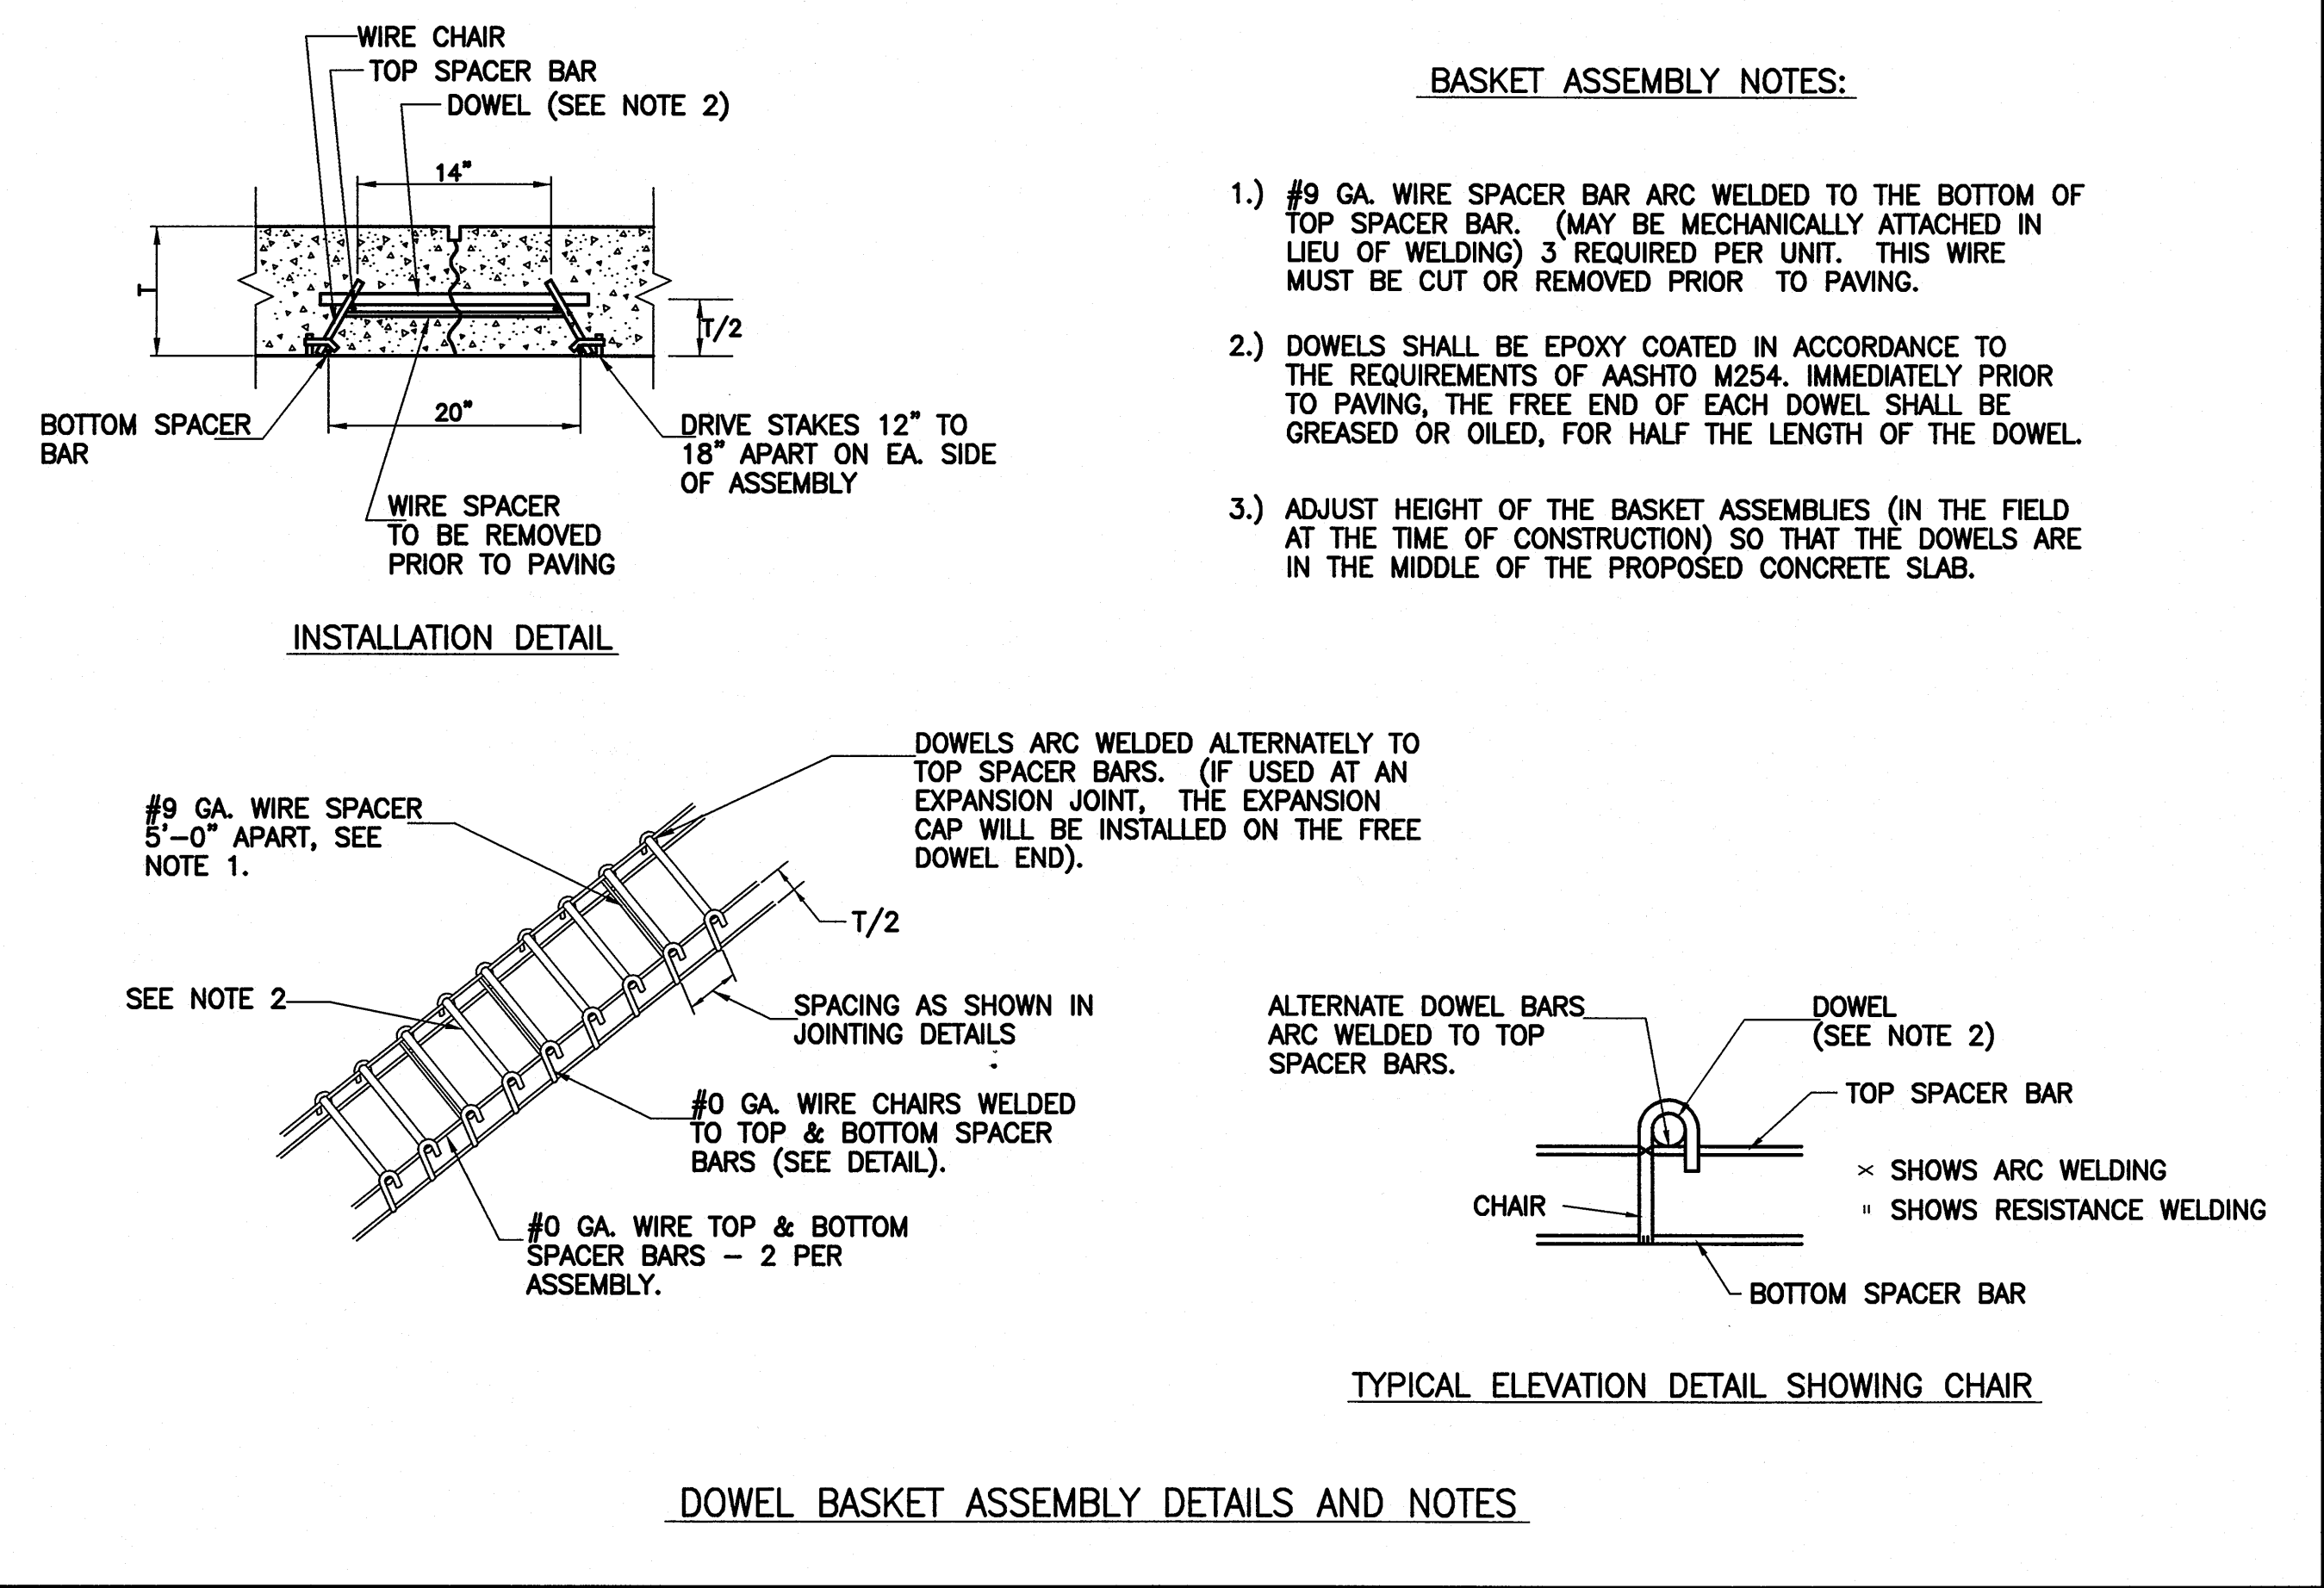 WIRE CHAIR
TOP SPACER BAR
DOWEL (SEE NOTE 2)
14"
T
T/2
20"
BOTTOM SPACER
BAR
DRIVE STAKES 12" TO
18" APART ON EA. SIDE
OF ASSEMBLY
WIRE SPACER
TO BE REMOVED
PRIOR TO PAVING
INSTALLATION DETAIL
BASKET ASSEMBLY NOTES:
1.) #9 GA. WIRE SPACER BAR ARC WELDED TO THE BOTTOM OF
TOP SPACER BAR. (MAY BE MECHANICALLY ATTACHED IN
LIEU OF WELDING) 3 REQUIRED PER UNIT. THIS WIRE
MUST BE CUT OR REMOVED PRIOR TO PAVING.
2.) DOWELS SHALL BE EPOXY COATED IN ACCORDANCE TO
THE REQUIREMENTS OF AASHTO M254. IMMEDIATELY PRIOR
TO PAVING, THE FREE END OF EACH DOWEL SHALL BE
GREASED OR OILED, FOR HALF THE LENGTH OF THE DOWEL.
3.) ADJUST HEIGHT OF THE BASKET ASSEMBLIES (IN THE FIELD
AT THE TIME OF CONSTRUCTION) SO THAT THE DOWELS ARE
IN THE MIDDLE OF THE PROPOSED CONCRETE SLAB.
DOWELS ARC WELDED ALTERNATELY TO
TOP SPACER BARS. (IF USED AT AN
EXPANSION JOINT, THE EXPANSION
CAP WILL BE INSTALLED ON THE FREE
DOWEL END).
#9 GA. WIRE SPACER
5'-0" APART, SEE
NOTE 1.
T/2
SEE NOTE 2
SPACING AS SHOWN IN
JOINTING DETAILS
#0 GA. WIRE CHAIRS WELDED
TO TOP & BOTTOM SPACER
BARS (SEE DETAIL).
#0 GA. WIRE TOP & BOTTOM
SPACER BARS - 2 PER
ASSEMBLY.
ALTERNATE DOWEL BARS
ARC WELDED TO TOP
SPACER BARS.
DOWEL
(SEE NOTE 2)
TOP SPACER BAR
× SHOWS ARC WELDING
" SHOWS RESISTANCE WELDING
CHAIR
BOTTOM SPACER BAR
TYPICAL ELEVATION DETAIL SHOWING CHAIR
DOWEL BASKET ASSEMBLY DETAILS AND NOTES